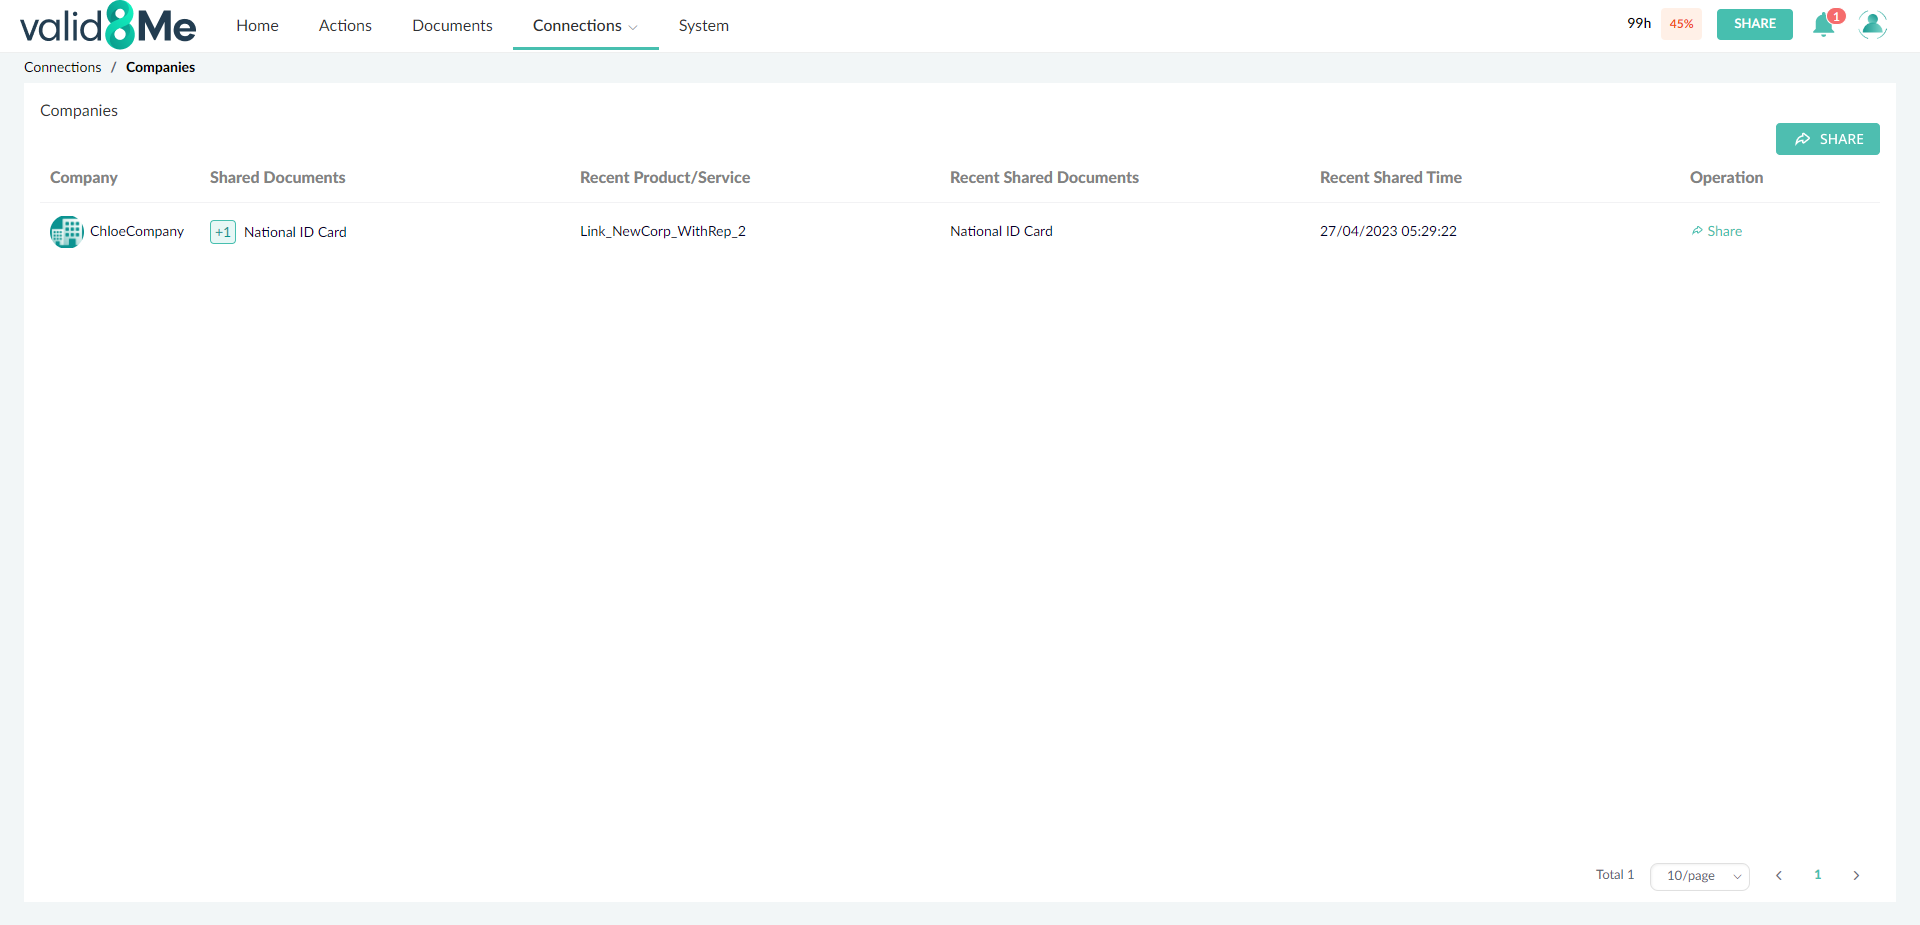 valid8Me Home Actions Documents Connections System 99h 45% SHARE 1
Connections / Companies
Companies
SHARE
Company Shared Documents Recent Product/Service Recent Shared Documents Recent Shared Time Operation
ChloeCompany +1 National ID Card Link_NewCorp_WithRep_2 National ID Card 27/04/2023 05:29:22 Share
Total 1 10/page 1